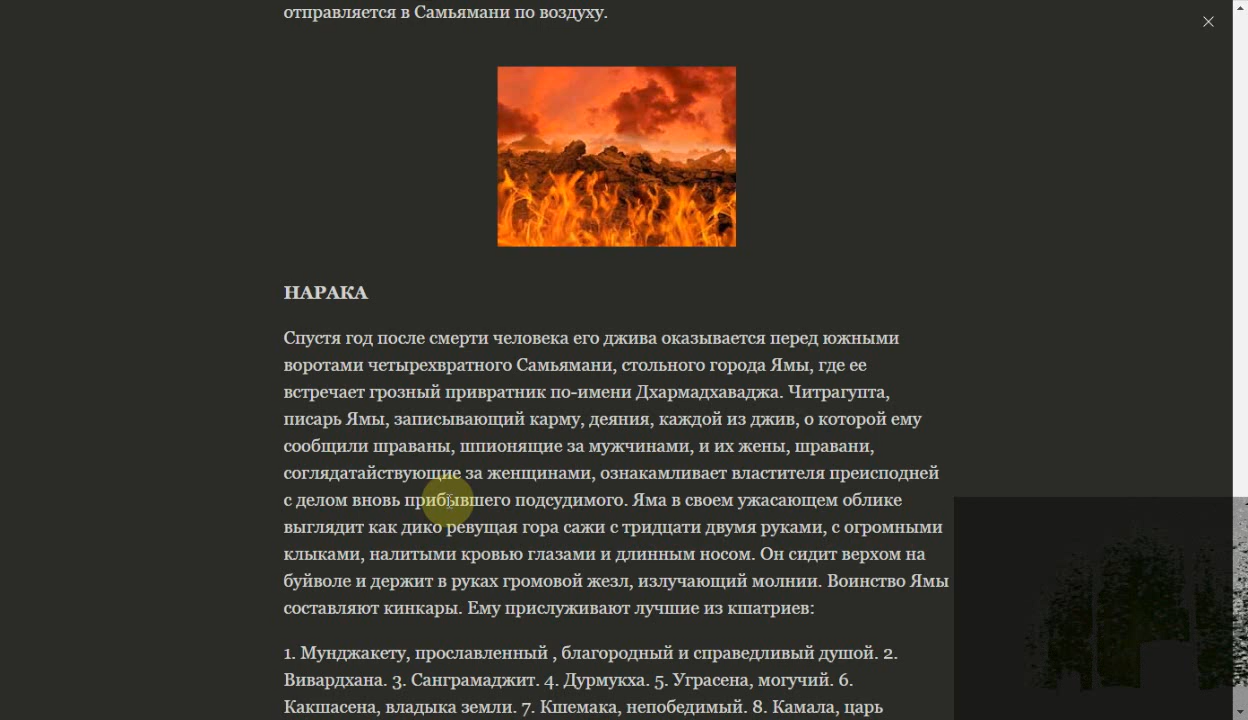 отправляется в Самьямани по воздуху.
НАРАКА
Спустя год после смерти человека его джива оказывается перед южными
воротами четырехвратного Самьямани, стольного города Ямы, где ее
встречает грозный привратник по-имени Дхармадхаваджа. Читрагупта,
писарь Ямы, записывающий карму, деяния, каждой из джив, о которой ему
сообщили шраваны, шпионящие за мужчинами, и их жены, шравани,
соглядатайствующие за женщинами, ознакамливает властителя преисподней
с делом вновь прибывшего подсудимого. Яма в своем ужасающем облике
выглядит как дико ревущая гора сажи с тридцати двумя руками, с огромными
клыками, налитыми кровью глазами и длинным носом. Он сидит верхом на
буйволе и держит в руках громовой жезл, излучающий молнии. Воинство Ямы
составляют кинкары. Ему прислуживают лучшие из кшатриев:
1. Мунджакету, прославленный , благородный и справедливый душой. 2.
Вивардхана. 3. Санграмаджит. 4. Дурмукха. 5. Уграсена, могучий. 6.
Какшасена, владыка земли. 7. Кшемака, непобедимый. 8. Камала, царь